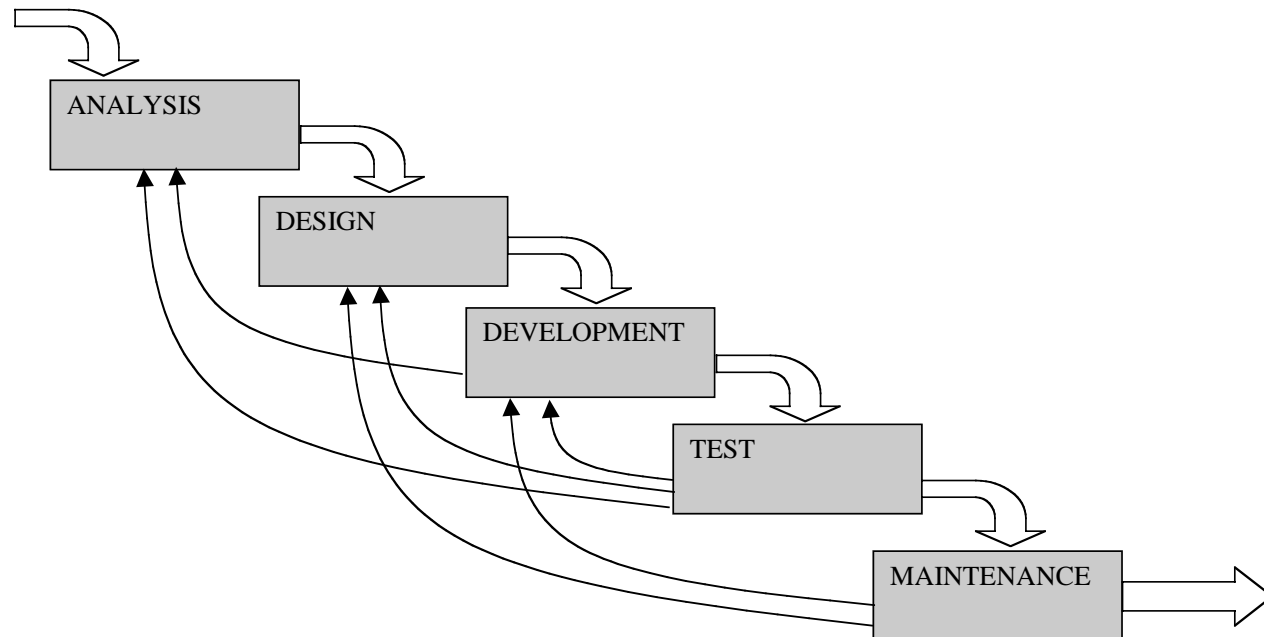 ANALYSIS
DESIGN
DEVELOPMENT
TEST
MAINTENANCE